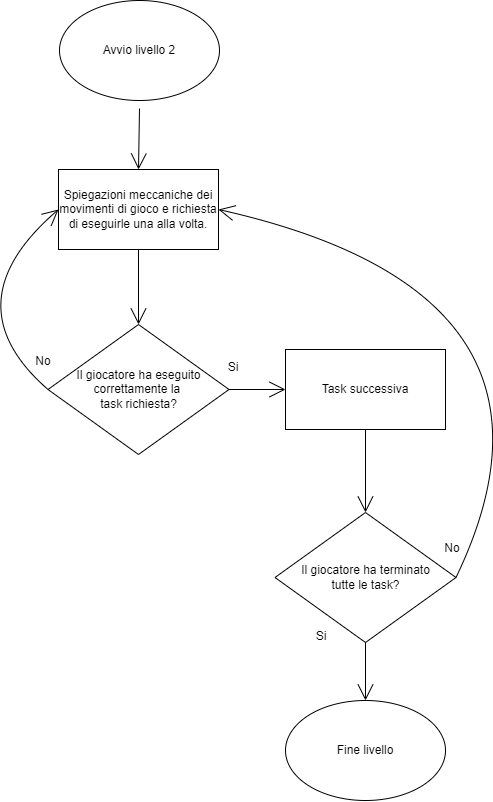 Avvio livello 2
Spiegazioni meccaniche dei
movimenti di gioco e richiesta
di eseguirle una alla volta.
No
Si
Il giocatore ha eseguito
correttamente la
task richiesta?
Task successiva
No
Il giocatore ha terminato
tutte le task?
Si
Fine livello